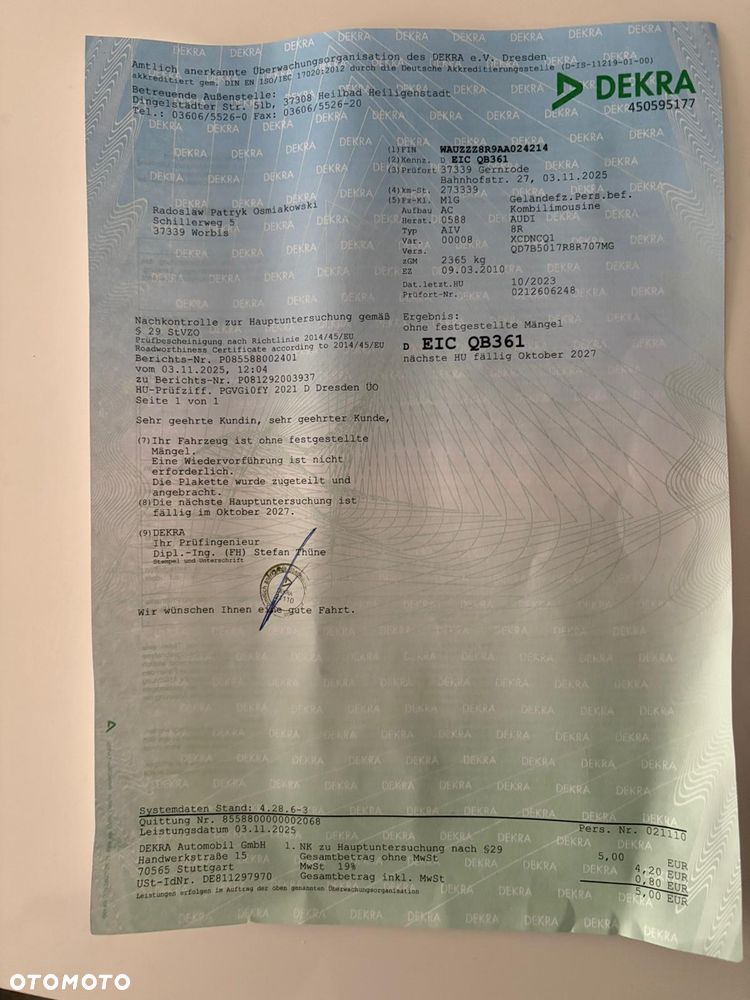 Amtlich anerkannte Überwachungsorganisation des DEKRA e.V. Dresden
akkreditiert gem. DIN EN ISO/IEC 17020:2012 durch die Deutsche Akkreditierungsstelle (D-IS-11219-01-00)
Betreuende Außenstelle:
Dingelstädter Str. 51b, 37308 Heilbad Heiligenstadt
Tel.: 03606/5526-0 Fax: 03606/5526-20
DEKRA
450595177
(1) FIN WAUZZZ8R9AA024214
(2) Kennz. D EIC QB361
(3) Prüfort 37339 Gernrode
Bahnhofstr. 27, 03.11.2025
(4) km-St. 273339
(5) Fz-Kl. M1G Geländefz.Pers.bef.
Aufbau AC Kombilimousine
Herst. 0588 AUDI
Typ AIV 8R
Var. 00008 XCDNCQ1
Vers. QD7B5017R8R707MG
zGM 2365 kg
EZ 09.03.2010
Dat.letzt.HU 10/2023
Prüfort-Nr. 0212606248
Radoslaw Patryk Osmiakowski
Schillerweg 5
37339 Worbis
Nachkontrolle zur Hauptuntersuchung gemäß
§ 29 StVZO
Prüfbescheinigung nach Richtlinie 2014/45/EU
Roadworthiness Certificate according to 2014/45/EU
Berichts-Nr. P085588002401
vom 03.11.2025, 12:04
zu Berichts-Nr. P081292003937
HU-Prüfziff. PGVGi0fY 2021 D Dresden ÜO
Seite 1 von 1
Ergebnis:
ohne festgestellte Mängel
D EIC QB361
nächste HU fällig Oktober 2027
Sehr geehrte Kundin, sehr geehrter Kunde,
(7) Ihr Fahrzeug ist ohne festgestellte
Mängel.
Eine Wiedervorführung ist nicht
erforderlich.
Die Plakette wurde zugeteilt und
angebracht.
(8) Die nächste Hauptuntersuchung ist
fällig im Oktober 2027.
(9) DEKRA
Ihr Prüfingenieur
Dipl.-Ing. (FH) Stefan Thüne
Stempel und Unterschrift
Wir wünschen Ihnen eine gute Fahrt.
Systemdaten Stand: 4.28.6-3
Quittung Nr. 8558800000002068
Leistungsdatum 03.11.2025
Pers. Nr. 021110
DEKRA Automobil GmbH
Handwerkstraße 15
70565 Stuttgart
USt-IdNr. DE811297970
1. NK zu Hauptuntersuchung nach §29 5,00 EUR
Gesamtbetrag ohne MwSt 4,20 EUR
MwSt 19% 0,80 EUR
Gesamtbetrag inkl. MwSt 5,00 EUR
Leistungen erfolgen im Auftrag der oben genannten Überwachungsorganisation
OTOMOTO